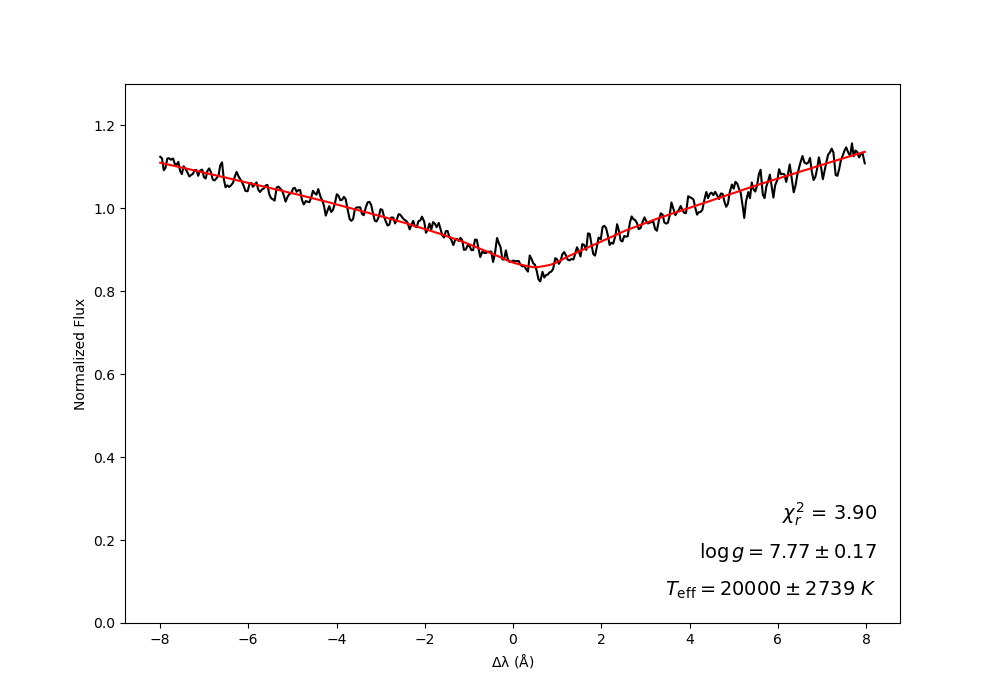 1.2
1.0
0.8
0.6
0.4
0.2
0.0
Normalized Flux
χ²ᵣ = 3.90
log g = 7.77 ± 0.17
T_eff = 20000 ± 2739 K
−8 −6 −4 −2 0 2 4 6 8
Δλ (Å)